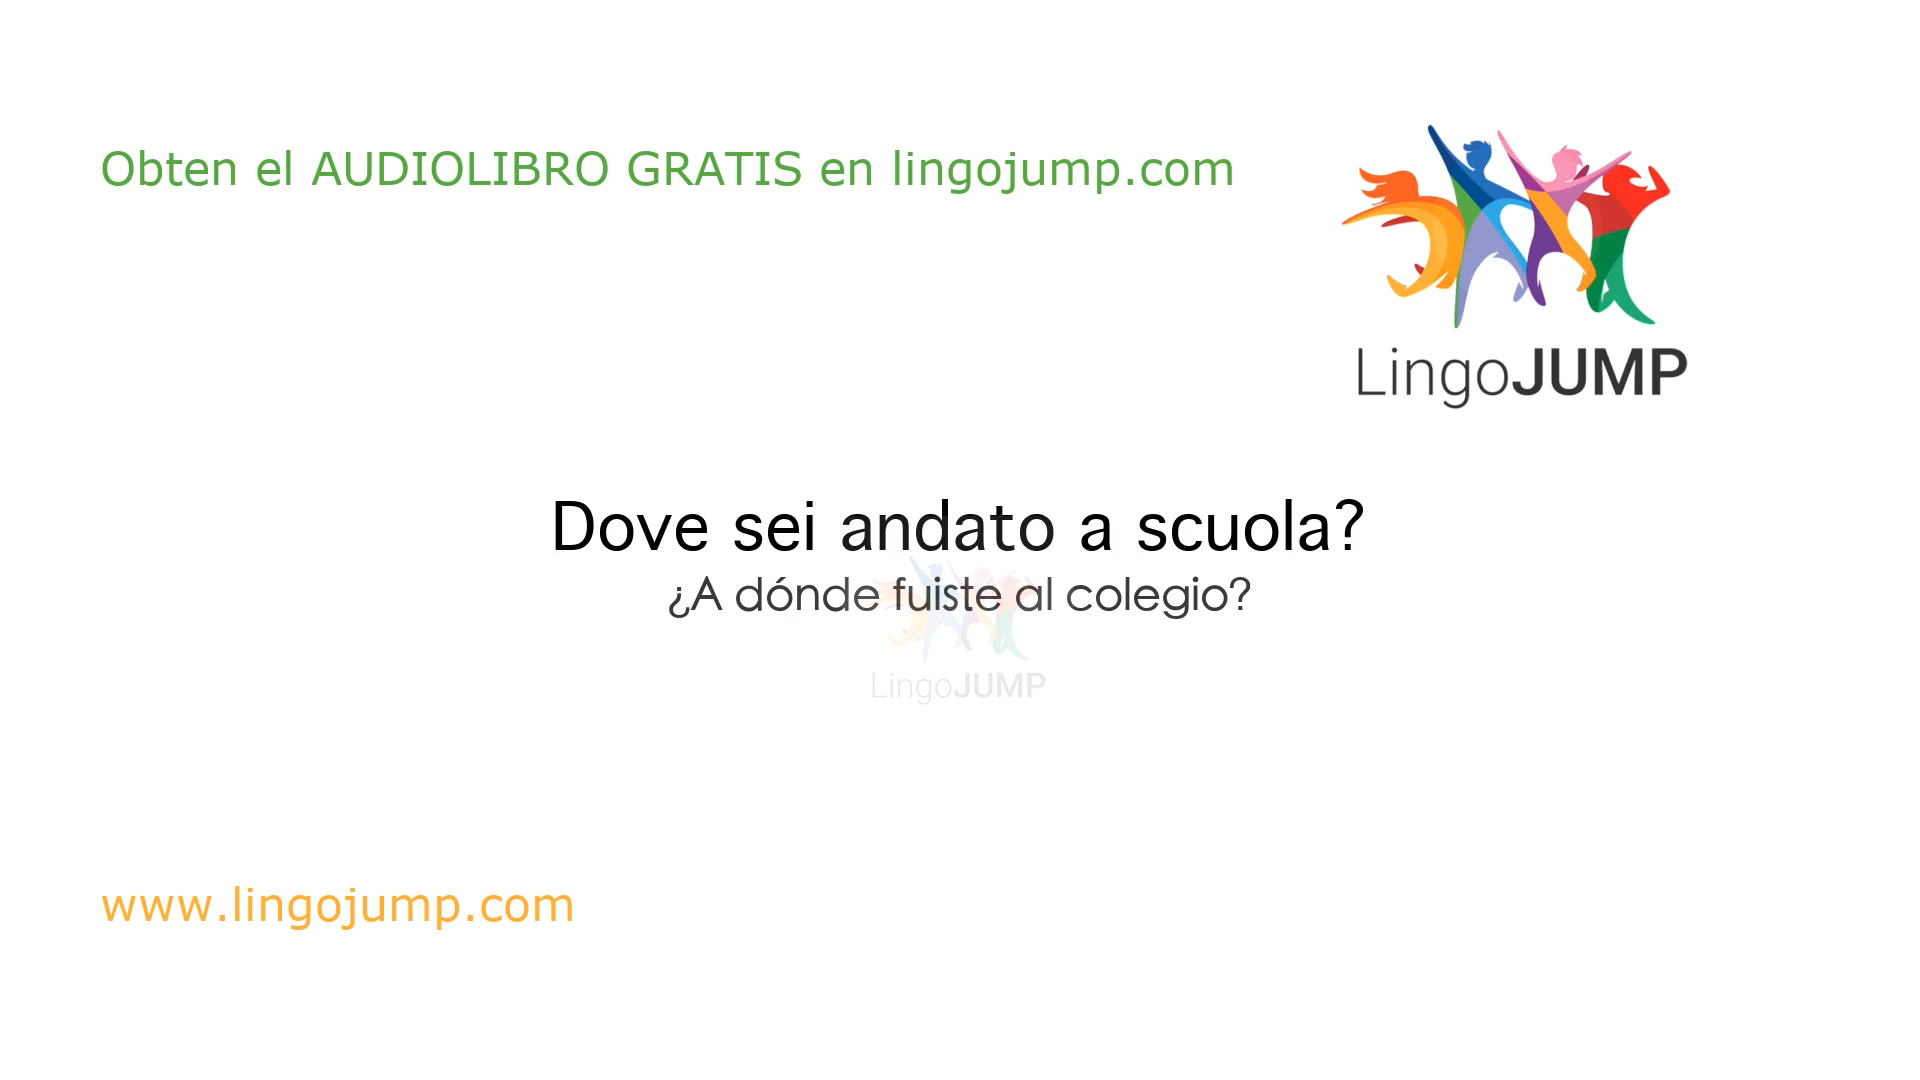 Obten el AUDIOLIBRO GRATIS en lingojump.com
LingoJUMP
Dove sei andato a scuola?
¿A dónde fuiste al colegio?
LingoJUMP
www.lingojump.com